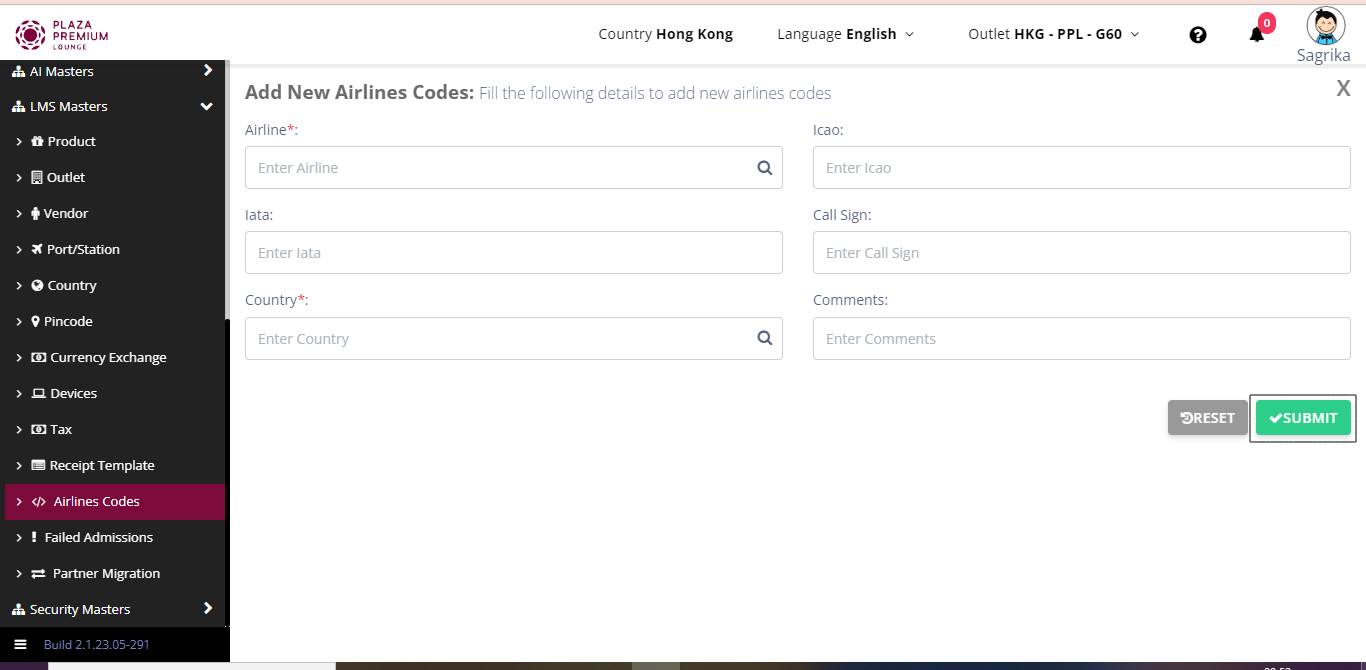 PLAZA
PREMIUM
LOUNGE
Country Hong Kong
Language English
Outlet HKG - PPL - G60
0
Sagrika
AI Masters
LMS Masters
Product
Outlet
Vendor
Port/Station
Country
Pincode
Currency Exchange
Devices
Tax
Receipt Template
Airlines Codes
Failed Admissions
Partner Migration
Security Masters
Build 2.1.23.05-291
Add New Airlines Codes: Fill the following details to add new airlines codes
X
Airline*:
Enter Airline
Icao:
Enter Icao
Iata:
Enter Iata
Call Sign:
Enter Call Sign
Country*:
Enter Country
Comments:
Enter Comments
RESET
SUBMIT